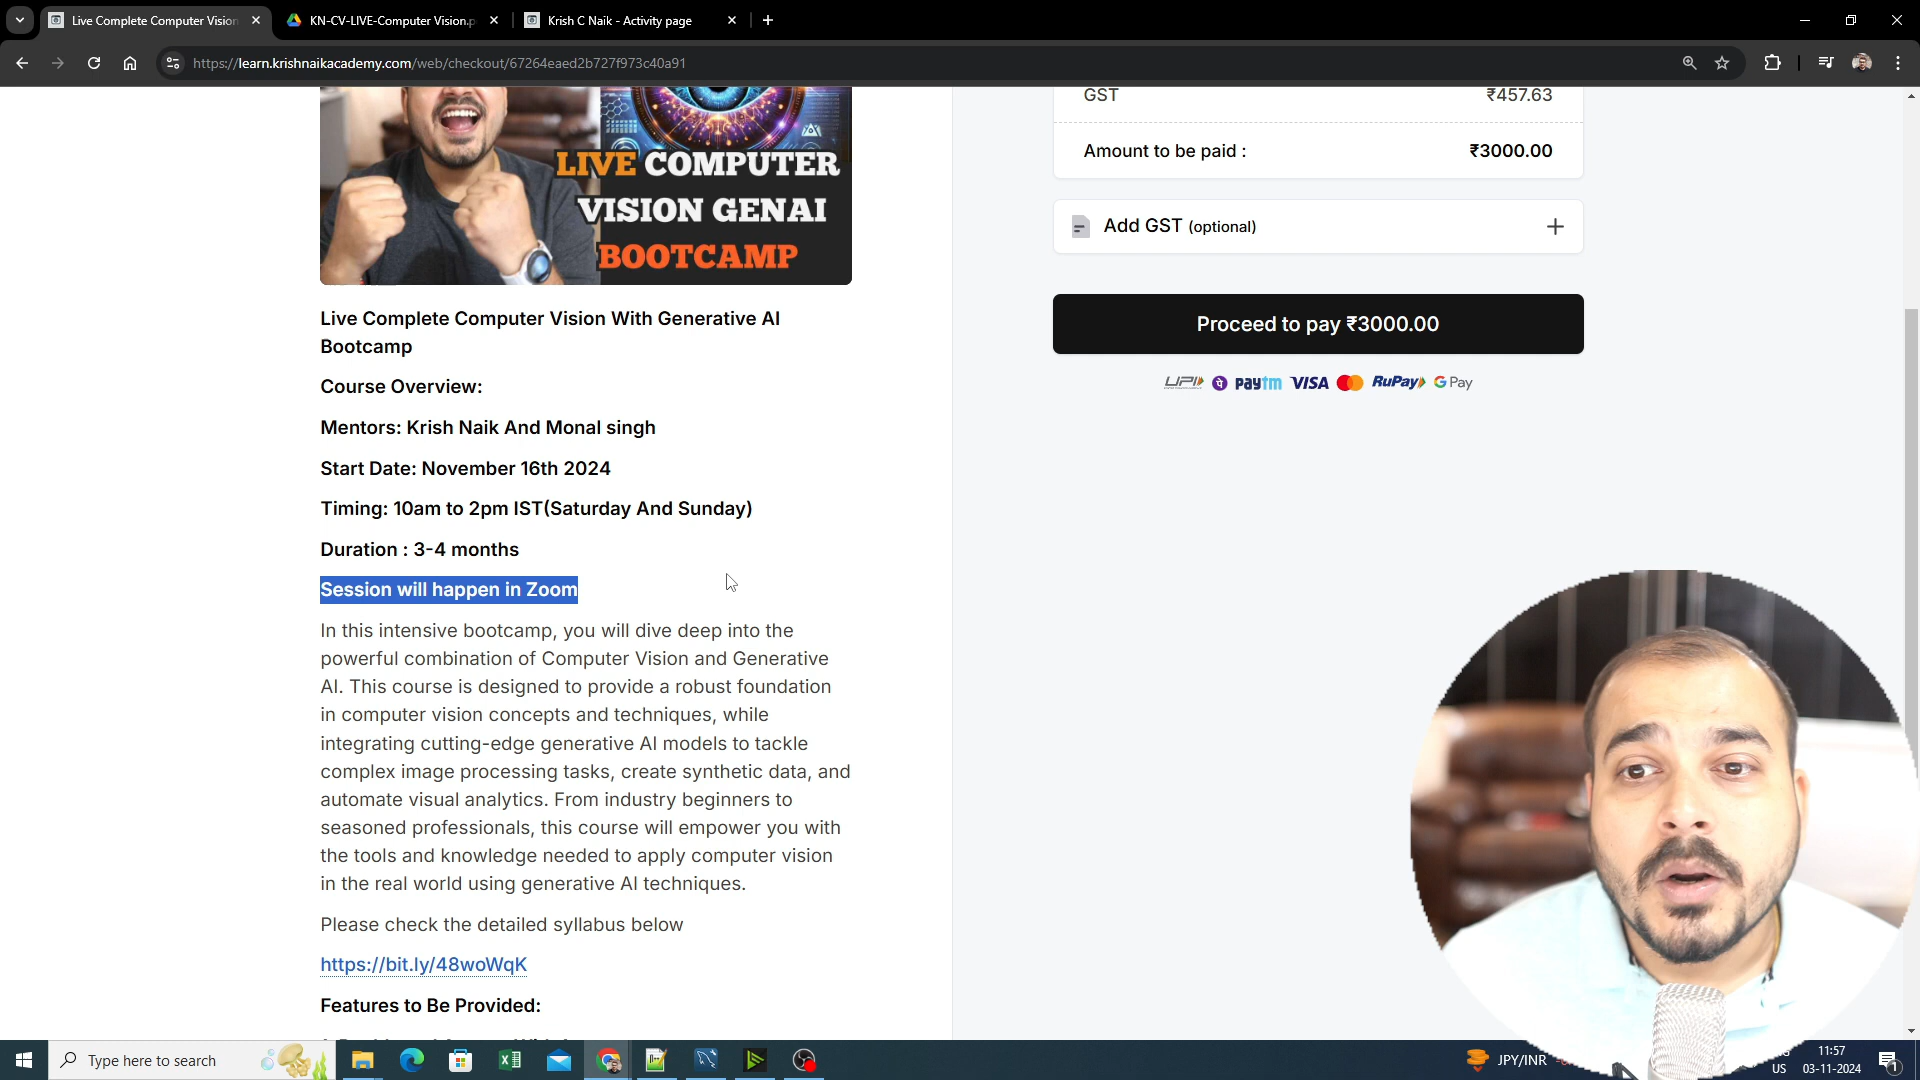 Live Complete Computer Vision
KN-CV-LIVE-Computer Vision.p
Krish C Naik - Activity page
https://learn.krishnaikacademy.com/web/checkout/67264eaed2b727f973c40a91
LIVE COMPUTER
VISION GENAI
BOOTCAMP
Live Complete Computer Vision With Generative AI
Bootcamp
Course Overview:
Mentors: Krish Naik And Monal singh
Start Date: November 16th 2024
Timing: 10am to 2pm IST(Saturday And Sunday)
Duration : 3-4 months
Session will happen in Zoom
In this intensive bootcamp, you will dive deep into the
powerful combination of Computer Vision and Generative
AI. This course is designed to provide a robust foundation
in computer vision concepts and techniques, while
integrating cutting-edge generative AI models to tackle
complex image processing tasks, create synthetic data, and
automate visual analytics. From industry beginners to
seasoned professionals, this course will empower you with
the tools and knowledge needed to apply computer vision
in the real world using generative AI techniques.
Please check the detailed syllabus below
https://bit.ly/48woWqK
Features to Be Provided:
GST ₹457.63
Amount to be paid : ₹3000.00
Add GST (optional)
Proceed to pay ₹3000.00
UPI paytm VISA RuPay G Pay
Type here to search
JPY/INR
US
11:57
03-11-2024
1